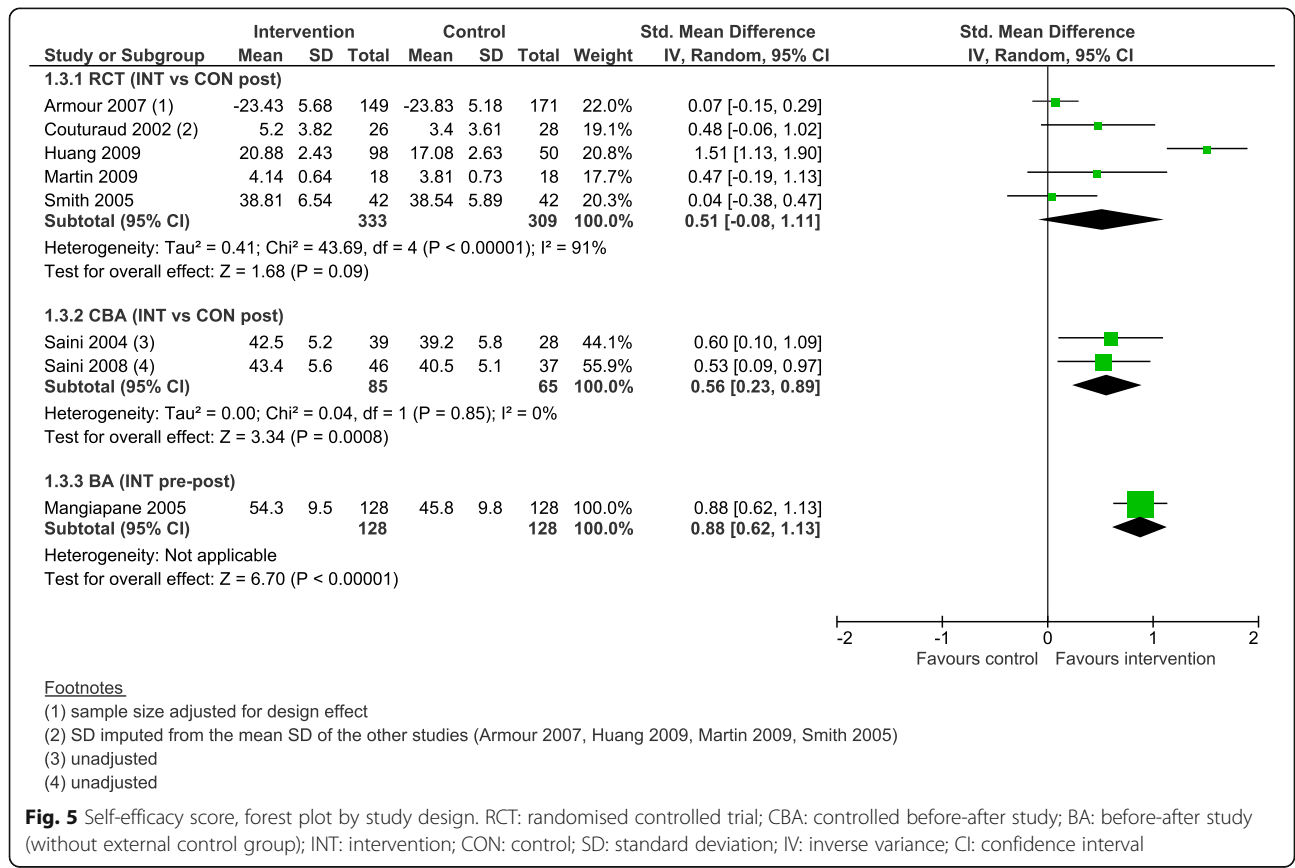 Intervention Control Std. Mean Difference Std. Mean Difference
Study or Subgroup Mean SD Total Mean SD Total Weight IV, Random, 95% CI IV, Random, 95% CI
1.3.1 RCT (INT vs CON post)
Armour 2007 (1) -23.43 5.68 149 -23.83 5.18 171 22.0% 0.07 [-0.15, 0.29]
Couturaud 2002 (2) 5.2 3.82 26 3.4 3.61 28 19.1% 0.48 [-0.06, 1.02]
Huang 2009 20.88 2.43 98 17.08 2.63 50 20.8% 1.51 [1.13, 1.90]
Martin 2009 4.14 0.64 18 3.81 0.73 18 17.7% 0.47 [-0.19, 1.13]
Smith 2005 38.81 6.54 42 38.54 5.89 42 20.3% 0.04 [-0.38, 0.47]
Subtotal (95% CI) 333 309 100.0% 0.51 [-0.08, 1.11]
Heterogeneity: Tau² = 0.41; Chi² = 43.69, df = 4 (P < 0.00001); I² = 91%
Test for overall effect: Z = 1.68 (P = 0.09)
1.3.2 CBA (INT vs CON post)
Saini 2004 (3) 42.5 5.2 39 39.2 5.8 28 44.1% 0.60 [0.10, 1.09]
Saini 2008 (4) 43.4 5.6 46 40.5 5.1 37 55.9% 0.53 [0.09, 0.97]
Subtotal (95% CI) 85 65 100.0% 0.56 [0.23, 0.89]
Heterogeneity: Tau² = 0.00; Chi² = 0.04, df = 1 (P = 0.85); I² = 0%
Test for overall effect: Z = 3.34 (P = 0.0008)
1.3.3 BA (INT pre-post)
Mangiapane 2005 54.3 9.5 128 45.8 9.8 128 100.0% 0.88 [0.62, 1.13]
Subtotal (95% CI) 128 128 100.0% 0.88 [0.62, 1.13]
Heterogeneity: Not applicable
Test for overall effect: Z = 6.70 (P < 0.00001)
-2 -1 0 1 2
Favours control Favours intervention
Footnotes
(1) sample size adjusted for design effect
(2) SD imputed from the mean SD of the other studies (Armour 2007, Huang 2009, Martin 2009, Smith 2005)
(3) unadjusted
(4) unadjusted
Fig. 5 Self-efficacy score, forest plot by study design. RCT: randomised controlled trial; CBA: controlled before-after study; BA: before-after study
(without external control group); INT: intervention; CON: control; SD: standard deviation; IV: inverse variance; CI: confidence interval